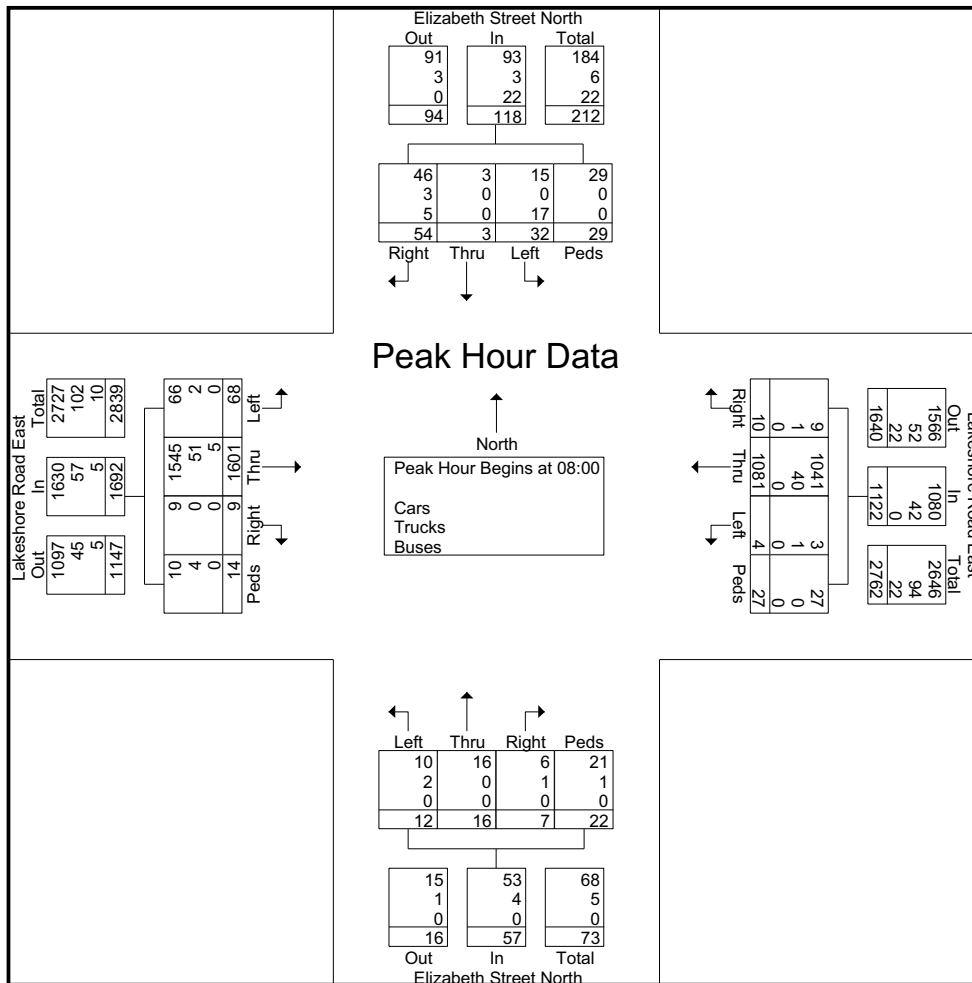 Elizabeth Street North
Out In Total
91 93 184
3 3 6
0 22 22
94 118 212
46 3 15 29
3 0 0 0
5 0 17 0
54 3 32 29
Right Thru Left Peds
Peak Hour Data
Lakeshore Road East
Total In Out
2727 1630 1097
102 57 45
10 5 5
2839 1692 1147
66 1545 9 10
2 51 0 4
0 5 0 0
68 1601 9 14
Left Thru Right Peds
North
Peak Hour Begins at 08:00
Cars
Trucks
Buses
Right Thru Left Peds
10 1081 4 27
0 0 0 0
1 40 1 0
9 1041 3 27
Lakeshore Road East
Out In Total
1566 1080 2646
52 42 94
22 0 22
1640 1122 2762
Left Thru Right Peds
10 16 6 21
2 0 1 1
0 0 0 0
12 16 7 22
15 53 68
1 4 5
0 0 0
16 57 73
Out In Total
Elizabeth Street North